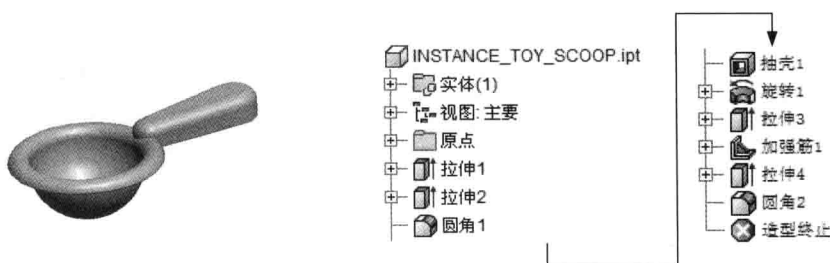 INSTANCE_TOY_SCOOP.ipt
实体(1)
视图: 主要
原点
拉伸1
拉伸2
圆角1
抽壳1
旋转1
拉伸3
加强筋1
拉伸4
圆角2
造型终止